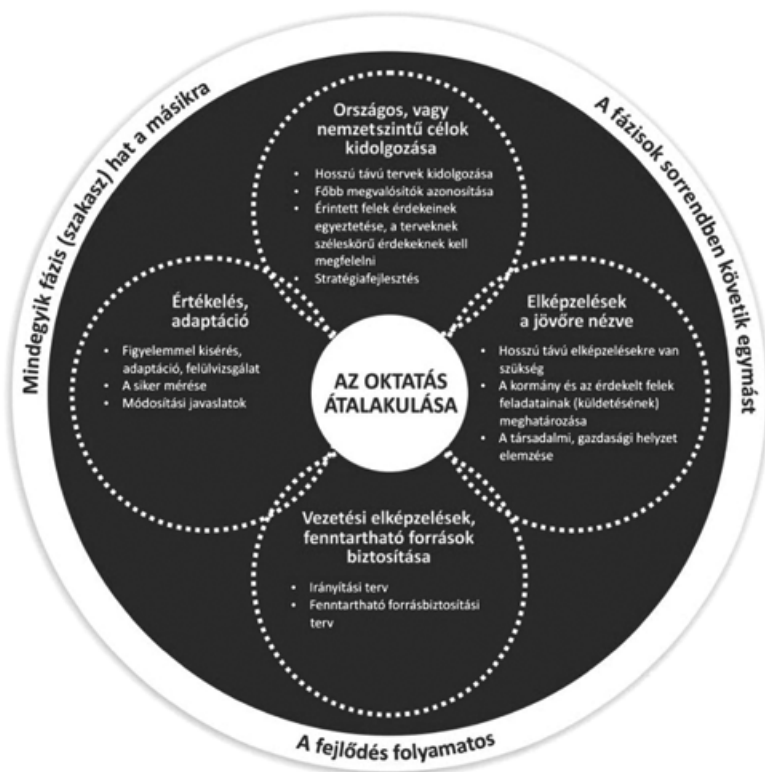 Mindegyik fázis (szakasz) hat a másikra
A fázisok sorrendben követik egymást
Országos, vagy
nemzetszintű célok
kidolgozása
• Hosszú távú tervek kidolgozása
• Főbb megvalósítók azonosítása
• Érintett felek érdekeinek
egyeztetése, a terveknek
széleskörű érdekeknek kell
megfelelni
• Stratégiafejlesztés
Értékelés,
adaptáció
• Figyelemmel kisérés,
adaptáció, felülvizsgálat
• A siker mérése
• Módosítási javaslatok
AZ OKTATÁS
ÁTALAKULÁSA
Elképzelések
a jövőre nézve
• Hosszú távú elképzelésekre van
szükség
• A kormány és az érdekelt felek
feladatainak (küldetésének)
meghatározása
• A társadalmi, gazdasági helyzet
elemzése
Vezetési elképzelések,
fenntartható források
biztosítása
• Irányítási terv
• Fenntartható forrásbiztosítási
terv
A fejlődés folyamatos